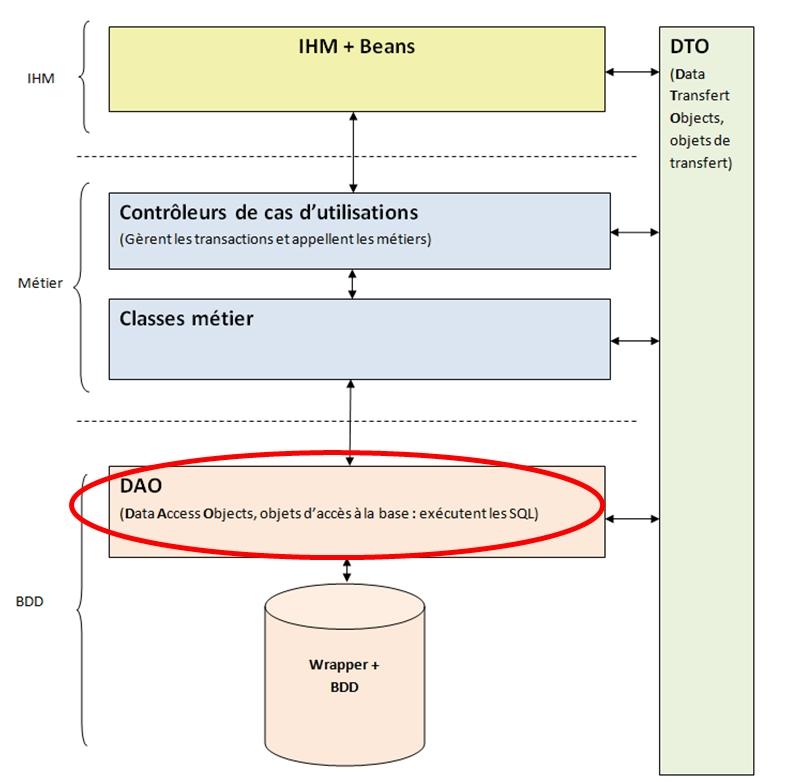 IHM + Beans
IHM
DTO
(Data
Transfert
Objects,
objets de
transfert)
Contrôleurs de cas d’utilisations
(Gèrent les transactions et appellent les métiers)
Métier
Classes métier
DAO
(Data Access Objects, objets d’accès à la base : exécutent les SQL)
BDD
Wrapper +
BDD